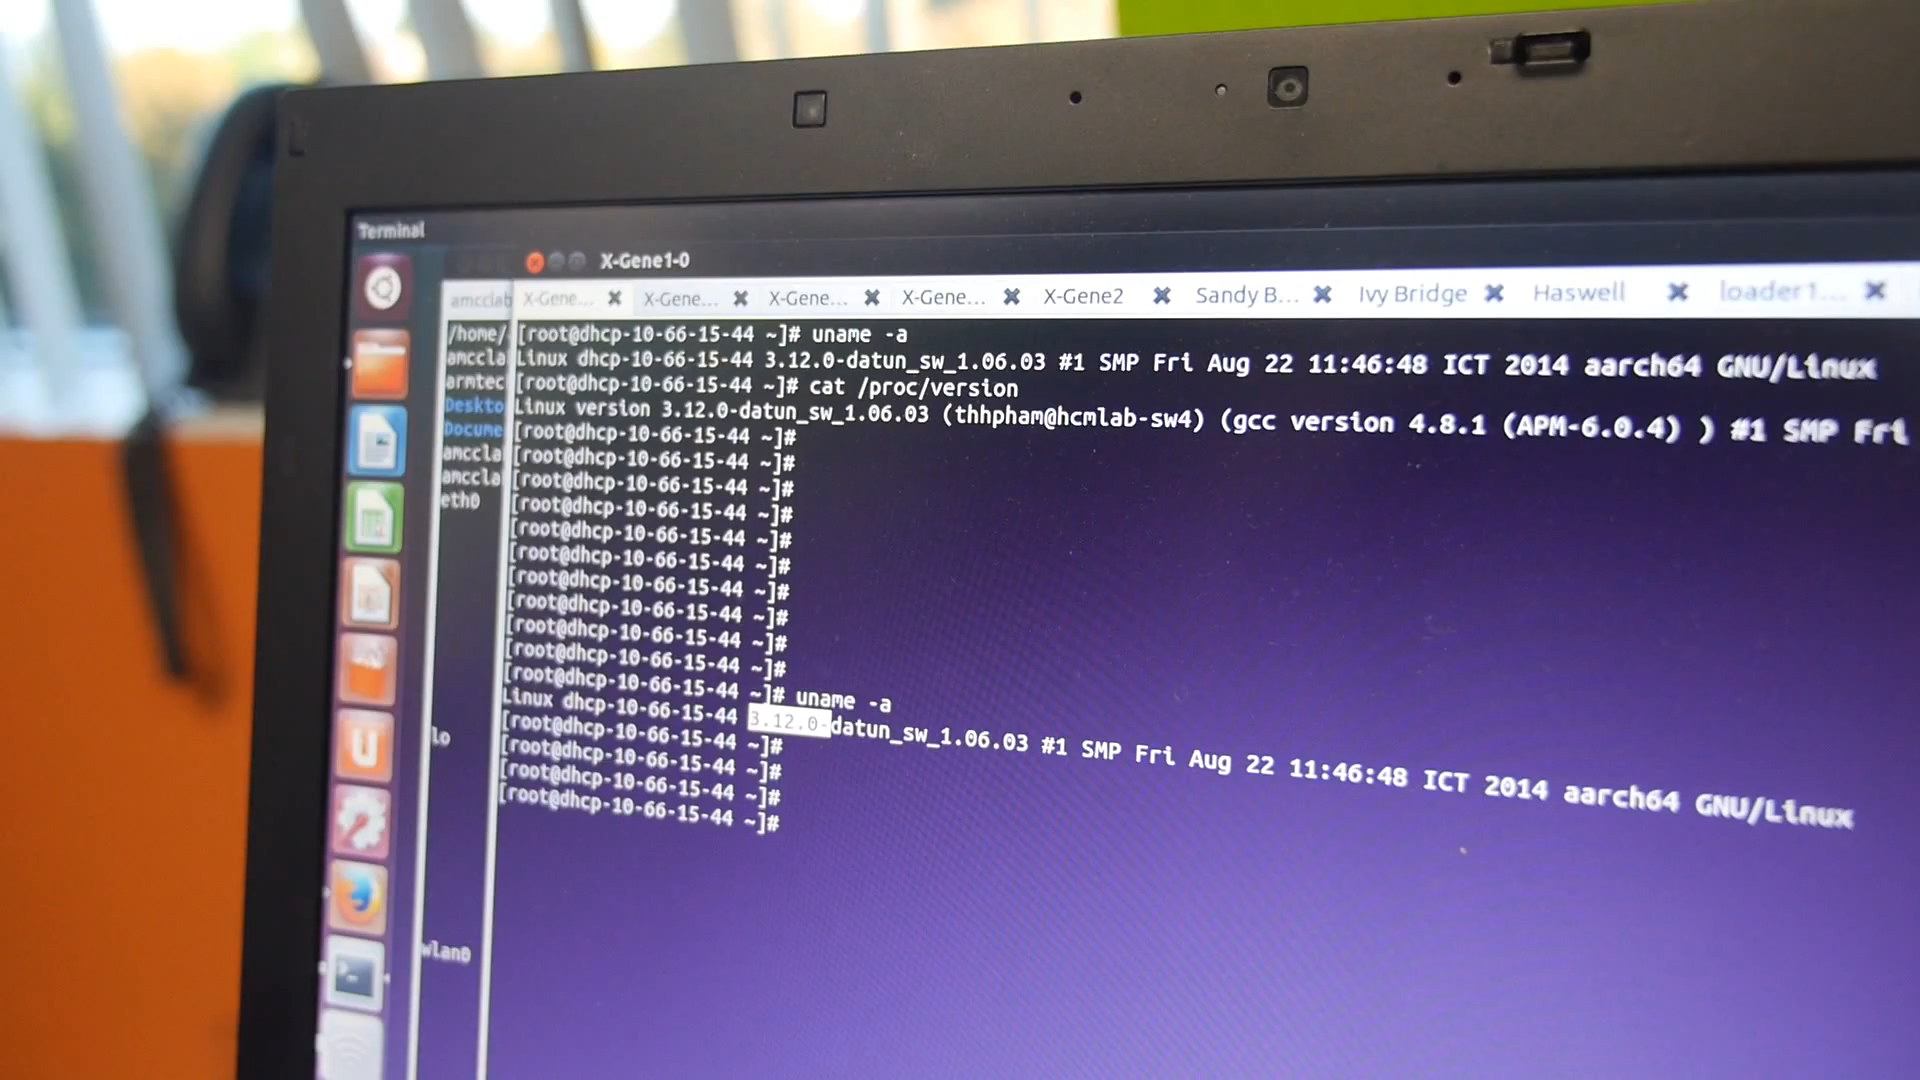 Terminal
X-Gene1-0
amcclab X-Gene... X-Gene... X-Gene... X-Gene... X-Gene2 Sandy B... Ivy Bridge Haswell loader1....
/home/
amccla
armtec
Deskto
Docume
amccla
amccla
eth0
lo
wlan0
[root@dhcp-10-66-15-44 ~]# uname -a
Linux dhcp-10-66-15-44 3.12.0-datun_sw_1.06.03 #1 SMP Fri Aug 22 11:46:48 ICT 2014 aarch64 GNU/Linux
[root@dhcp-10-66-15-44 ~]# cat /proc/version
Linux version 3.12.0-datun_sw_1.06.03 (thhpham@hcmlab-sw4) (gcc version 4.8.1 (APM-6.0.4) ) #1 SMP Fri
[root@dhcp-10-66-15-44 ~]#
[root@dhcp-10-66-15-44 ~]#
[root@dhcp-10-66-15-44 ~]#
[root@dhcp-10-66-15-44 ~]#
[root@dhcp-10-66-15-44 ~]#
[root@dhcp-10-66-15-44 ~]#
[root@dhcp-10-66-15-44 ~]#
[root@dhcp-10-66-15-44 ~]#
[root@dhcp-10-66-15-44 ~]#
[root@dhcp-10-66-15-44 ~]#
[root@dhcp-10-66-15-44 ~]# uname -a
Linux dhcp-10-66-15-44 3.12.0-datun_sw_1.06.03 #1 SMP Fri Aug 22 11:46:48 ICT 2014 aarch64 GNU/Linux
[root@dhcp-10-66-15-44 ~]#
[root@dhcp-10-66-15-44 ~]#
[root@dhcp-10-66-15-44 ~]#
[root@dhcp-10-66-15-44 ~]#